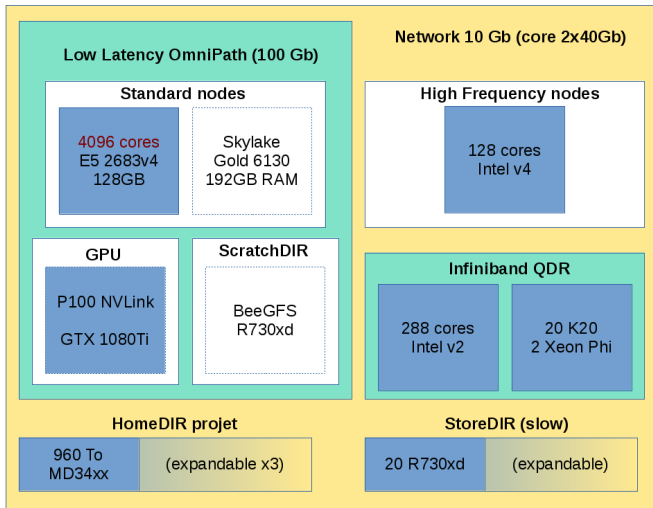 Low Latency OmniPath (100 Gb)
Standard nodes
4096 cores
E5 2683v4
128GB
Skylake
Gold 6130
192GB RAM
GPU
P100 NVLink
GTX 1080Ti
ScratchDIR
BeeGFS
R730xd
Network 10 Gb (core 2x40Gb)
High Frequency nodes
128 cores
Intel v4
Infiniband QDR
288 cores
Intel v2
20 K20
2 Xeon Phi
HomeDIR projet
960 To
MD34xx
(expandable x3)
StoreDIR (slow)
20 R730xd
(expandable)